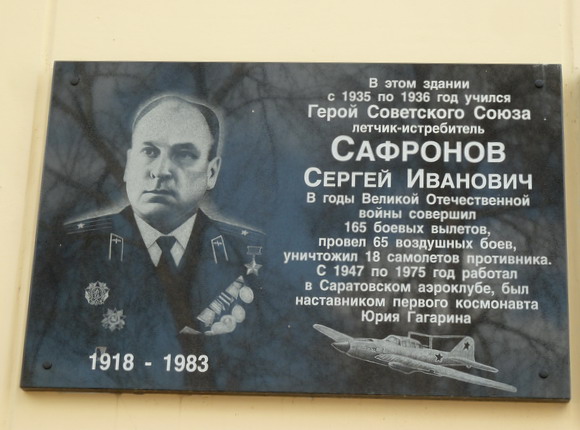 В этом здании
с 1935 по 1936 год учился
Герой Советского Союза
летчик-истребитель
САФРОНОВ
СЕРГЕЙ ИВАНОВИЧ
В годы Великой Отечественной
войны совершил
165 боевых вылетов,
провел 65 воздушных боев,
уничтожил 18 самолетов противника.
С 1947 по 1975 год работал
в Саратовском аэроклубе, был
наставником первого космонавта
Юрия Гагарина
1918 - 1983